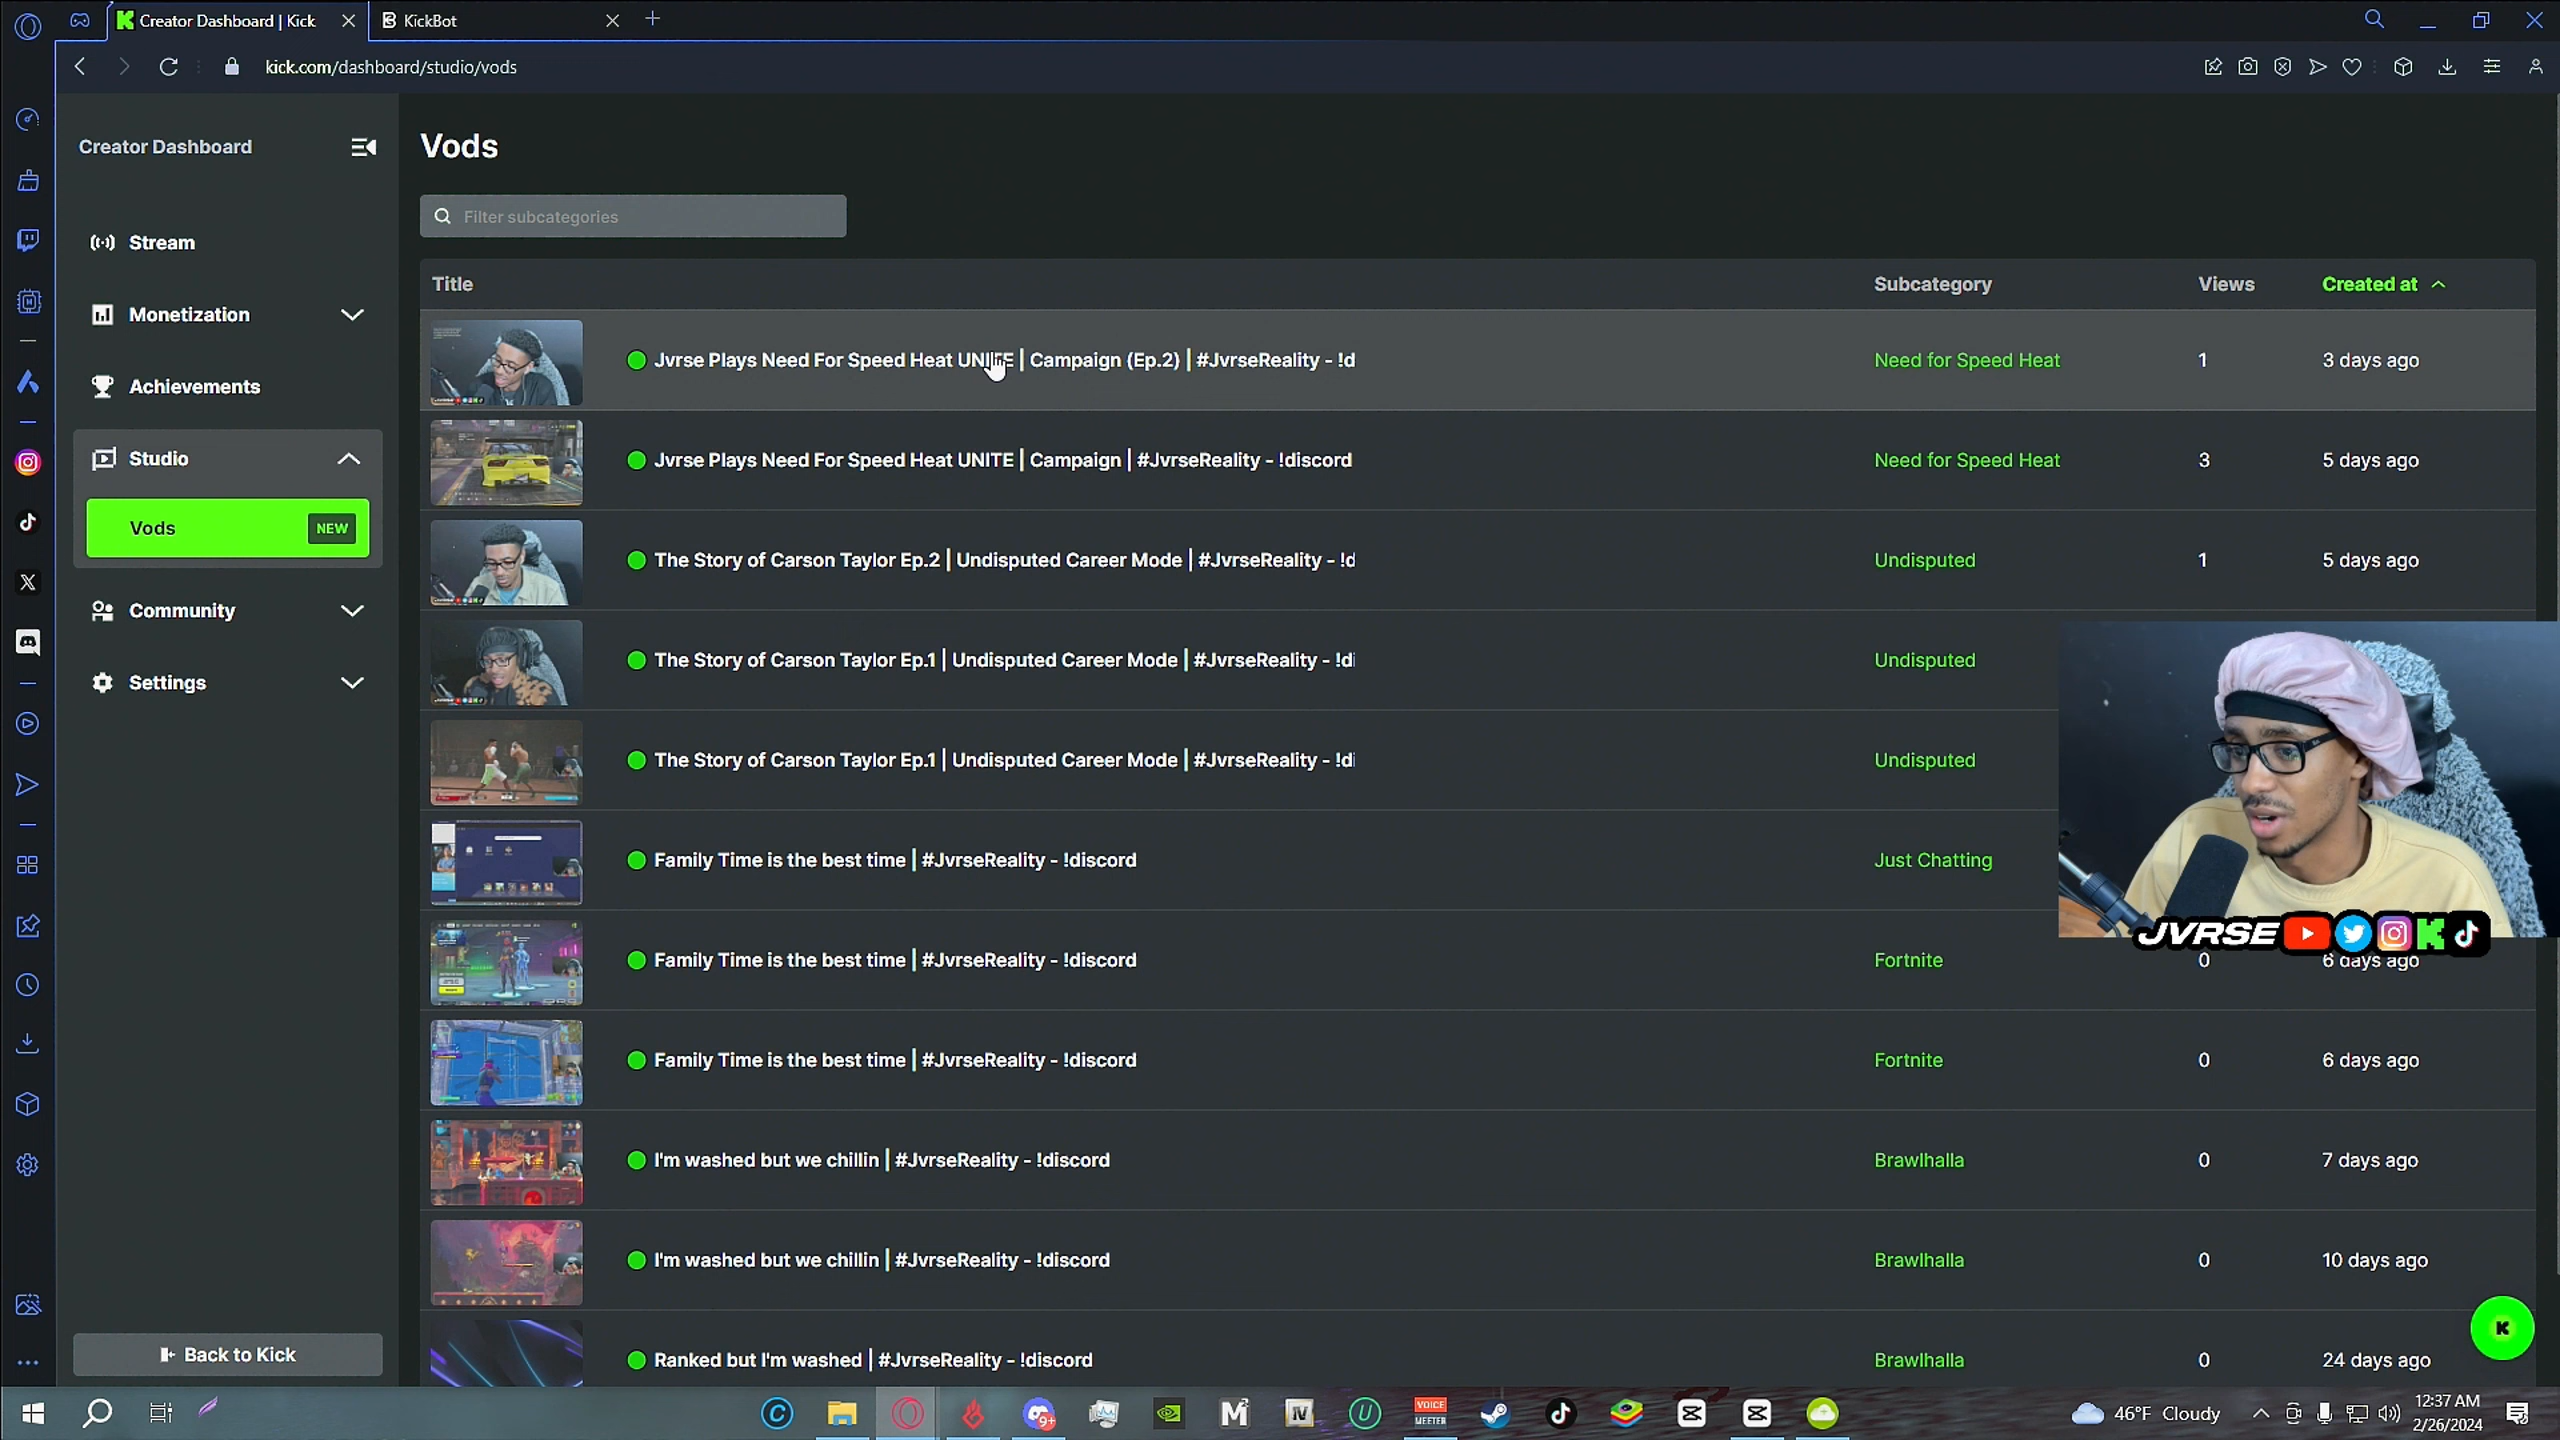 Creator Dashboard | Kick
KickBot
kick.com/dashboard/studio/vods
Creator Dashboard
Stream
Monetization
Achievements
Studio
Vods NEW
Community
Settings
Back to Kick
Vods
Filter subcategories
Title Subcategory Views Created at
Jvrse Plays Need For Speed Heat UNITE | Campaign (Ep.2) | #JvrseReality - !d Need for Speed Heat 1 3 days ago
Jvrse Plays Need For Speed Heat UNITE | Campaign | #JvrseReality - !discord Need for Speed Heat 3 5 days ago
The Story of Carson Taylor Ep.2 | Undisputed Career Mode | #JvrseReality - !d Undisputed 1 5 days ago
The Story of Carson Taylor Ep.1 | Undisputed Career Mode | #JvrseReality - !di Undisputed
The Story of Carson Taylor Ep.1 | Undisputed Career Mode | #JvrseReality - !di Undisputed
Family Time is the best time | #JvrseReality - !discord Just Chatting
JVRSE
Family Time is the best time | #JvrseReality - !discord Fortnite 0 6 days ago
Family Time is the best time | #JvrseReality - !discord Fortnite 0 6 days ago
I'm washed but we chillin | #JvrseReality - !discord Brawlhalla 0 7 days ago
I'm washed but we chillin | #JvrseReality - !discord Brawlhalla 0 10 days ago
Ranked but I'm washed | #JvrseReality - !discord Brawlhalla 0 24 days ago
9+
VOICE
MEETER
46°F Cloudy
12:37 AM
2/26/2024